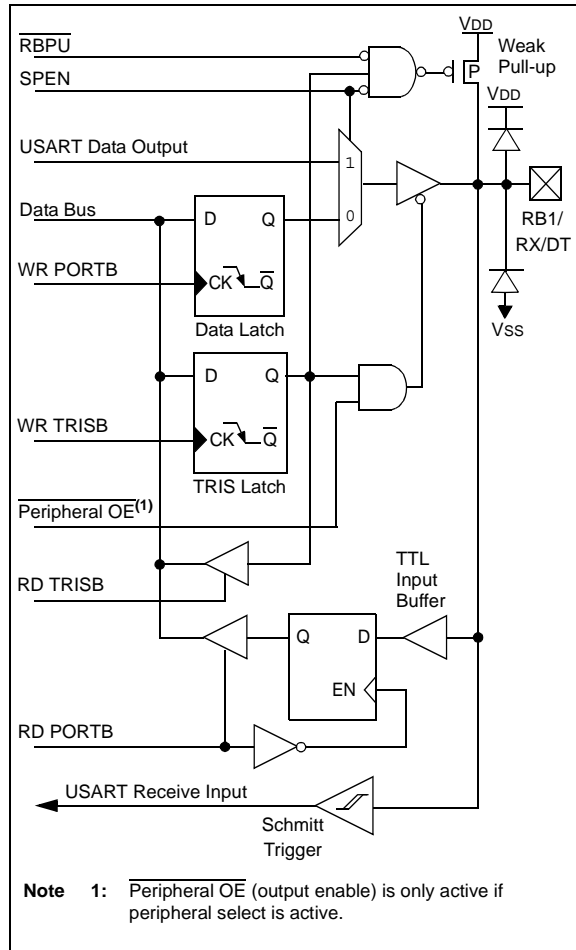 RBPU
VDD
Weak
Pull-up
SPEN
P
VDD
USART Data Output
1
Data Bus
D
Q
0
RB1/
RX/DT
WR PORTB
CK
Q
VSS
Data Latch
D
Q
WR TRISB
CK
Q
TRIS Latch
Peripheral OE(1)
TTL
Input
Buffer
RD TRISB
Q
D
EN
RD PORTB
USART Receive Input
Schmitt
Trigger
Note 1: Peripheral OE (output enable) is only active if
peripheral select is active.